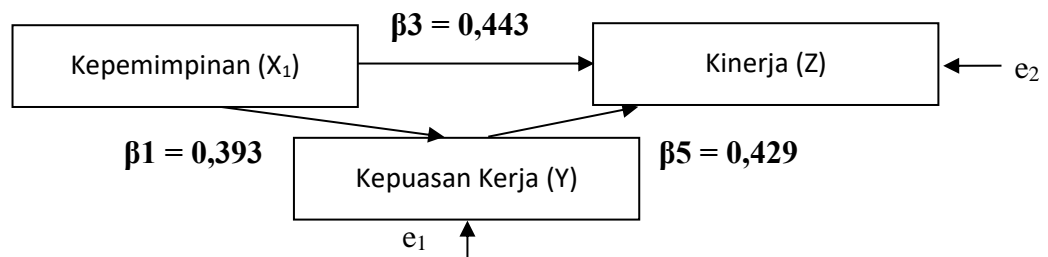 β3 = 0,443
Kepemimpinan (X₁)
Kinerja (Z)
e₂
β1 = 0,393
β5 = 0,429
Kepuasan Kerja (Y)
e₁